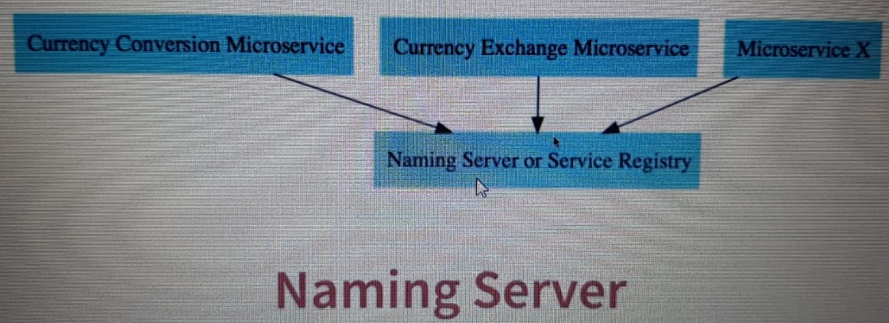 Currency Conversion Microservice
Currency Exchange Microservice
Microservice X
Naming Server or Service Registry
Naming Server